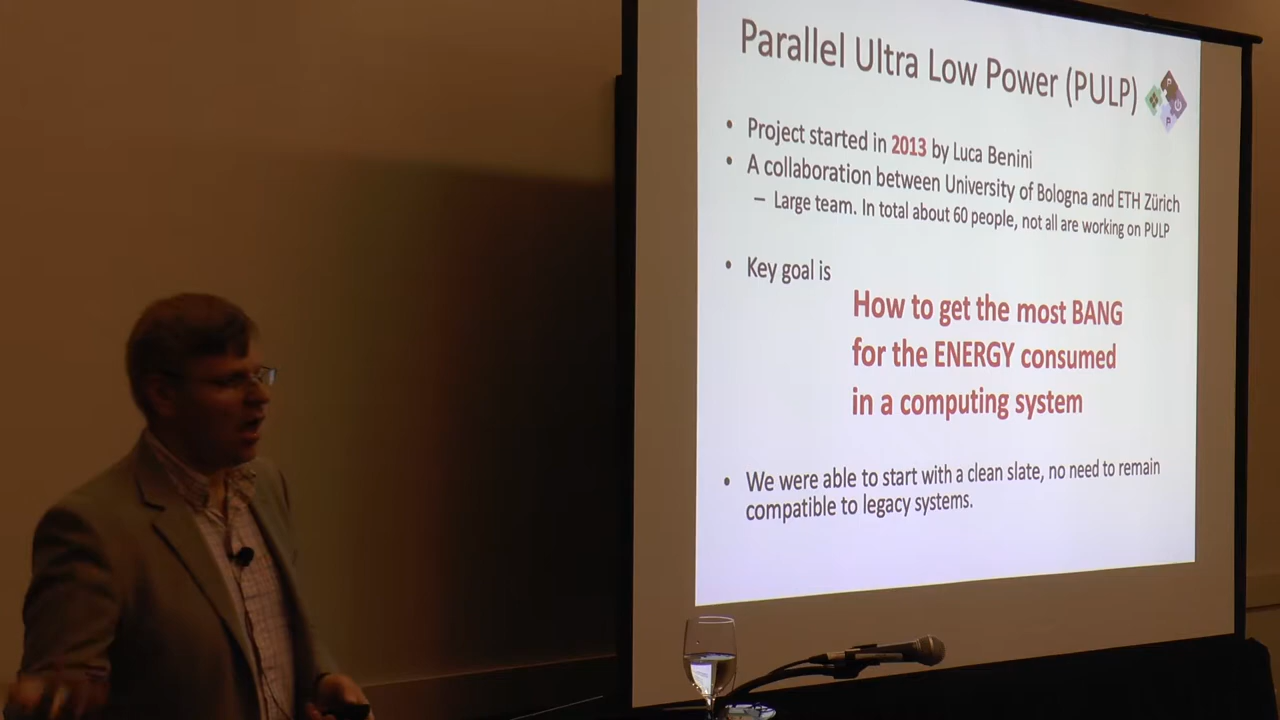 Parallel Ultra Low Power (PULP)
• Project started in 2013 by Luca Benini
• A collaboration between University of Bologna and ETH Zürich
– Large team. In total about 60 people, not all are working on PULP
• Key goal is
How to get the most BANG
for the ENERGY consumed
in a computing system
• We were able to start with a clean slate, no need to remain
compatible to legacy systems.